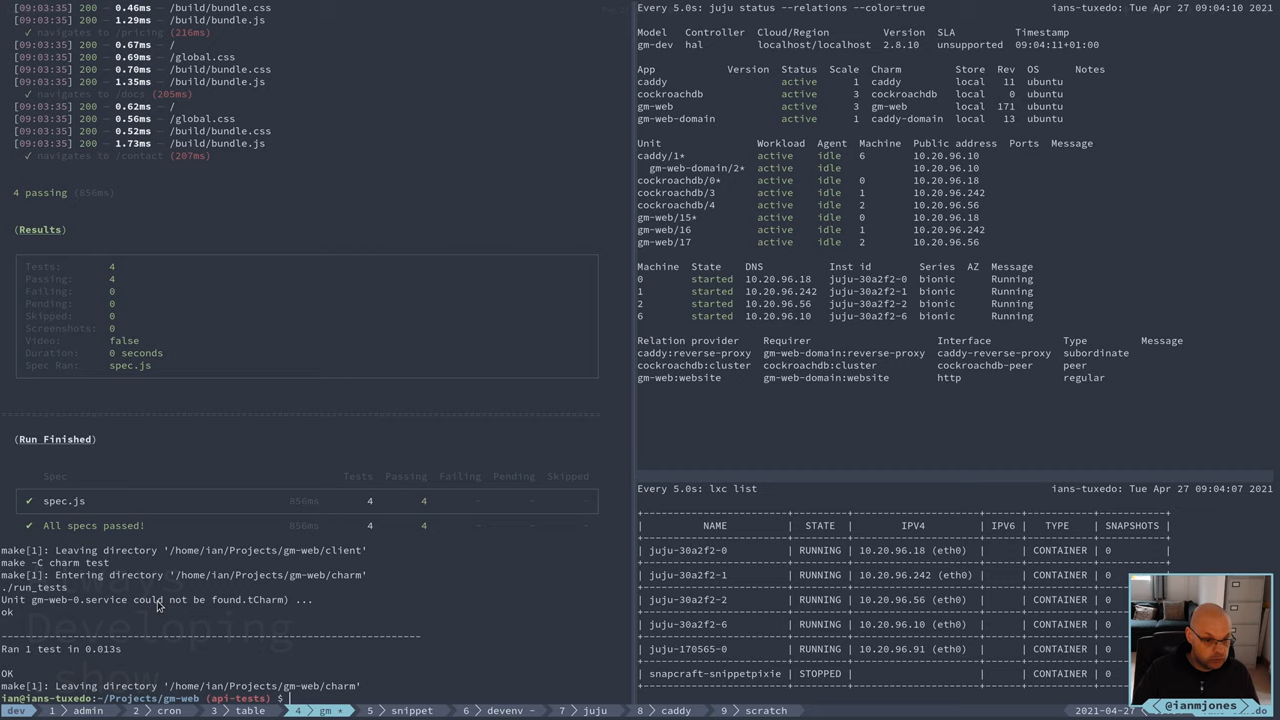 [09:03:35] 200 — 0.46ms — /build/bundle.css
[09:03:35] 200 — 1.29ms — /build/bundle.js
✓ navigates to /pricing (216ms)
[09:03:35] 200 — 0.67ms — /
[09:03:35] 200 — 0.69ms — /global.css
[09:03:35] 200 — 0.70ms — /build/bundle.css
[09:03:35] 200 — 1.35ms — /build/bundle.js
✓ navigates to /docs (205ms)
[09:03:35] 200 — 0.62ms — /
[09:03:35] 200 — 0.56ms — /global.css
[09:03:35] 200 — 0.52ms — /build/bundle.css
[09:03:35] 200 — 1.73ms — /build/bundle.js
✓ navigates to /contact (207ms)
4 passing (856ms)
(Results)
Tests: 4
Passing: 4
Failing: 0
Pending: 0
Skipped: 0
Screenshots: 0
Video: false
Duration: 0 seconds
Spec Ran: spec.js
(Run Finished)
Spec Tests Passing Failing Pending Skipped
✔ spec.js 856ms 4 4 - - -
✔ All specs passed! 856ms 4 4 - - -
make[1]: Leaving directory '/home/ian/Projects/gm-web/client'
make -C charm test
make[1]: Entering directory '/home/ian/Projects/gm-web/charm'
./run_tests
Unit gm-web-0.service could not be found.tCharm) ...
ok
----------------------------------------------------------------------
Ran 1 test in 0.013s
OK
make[1]: Leaving directory '/home/ian/Projects/gm-web/charm'
ian@ians-tuxedo:~/Projects/gm-web (api-tests) $
Every 5.0s: juju status --relations --color=true ians-tuxedo: Tue Apr 27 09:04:10 2021
Model Controller Cloud/Region Version SLA Timestamp
gm-dev hal localhost/localhost 2.8.10 unsupported 09:04:11+01:00
App Version Status Scale Charm Store Rev OS Notes
caddy active 1 caddy local 11 ubuntu
cockroachdb active 3 cockroachdb local 0 ubuntu
gm-web active 3 gm-web local 171 ubuntu
gm-web-domain active 1 caddy-domain local 13 ubuntu
Unit Workload Agent Machine Public address Ports Message
caddy/1* active idle 6 10.20.96.10
gm-web-domain/2* active idle 10.20.96.10
cockroachdb/0* active idle 0 10.20.96.18
cockroachdb/3 active idle 1 10.20.96.242
cockroachdb/4 active idle 2 10.20.96.56
gm-web/15* active idle 0 10.20.96.18
gm-web/16 active idle 1 10.20.96.242
gm-web/17 active idle 2 10.20.96.56
Machine State DNS Inst id Series AZ Message
0 started 10.20.96.18 juju-30a2f2-0 bionic Running
1 started 10.20.96.242 juju-30a2f2-1 bionic Running
2 started 10.20.96.56 juju-30a2f2-2 bionic Running
6 started 10.20.96.10 juju-30a2f2-6 bionic Running
Relation provider Requirer Interface Type Message
caddy:reverse-proxy gm-web-domain:reverse-proxy caddy-reverse-proxy subordinate
cockroachdb:cluster cockroachdb:cluster cockroachdb-peer peer
gm-web:website gm-web-domain:website http regular
Every 5.0s: lxc list ians-tuxedo: Tue Apr 27 09:04:07 2021
| NAME | STATE | IPV4 | IPV6 | TYPE | SNAPSHOTS |
| juju-30a2f2-0 | RUNNING | 10.20.96.18 (eth0) | | CONTAINER | 0
| juju-30a2f2-1 | RUNNING | 10.20.96.242 (eth0) | | CONTAINER | 0
| juju-30a2f2-2 | RUNNING | 10.20.96.56 (eth0) | | CONTAINER | 0
| juju-30a2f2-6 | RUNNING | 10.20.96.10 (eth0) | | CONTAINER | 0
| juju-170565-0 | RUNNING | 10.20.96.91 (eth0) | | CONTAINER | 0
| snapcraft-snippetpixie | STOPPED | | | CONTAINER | 0
@ianmjones
dev 1 admin 2 cron 3 table 4 gm * 5 snippet 6 devenv - 7 juju 8 caddy 9 scratch 2021-04-27